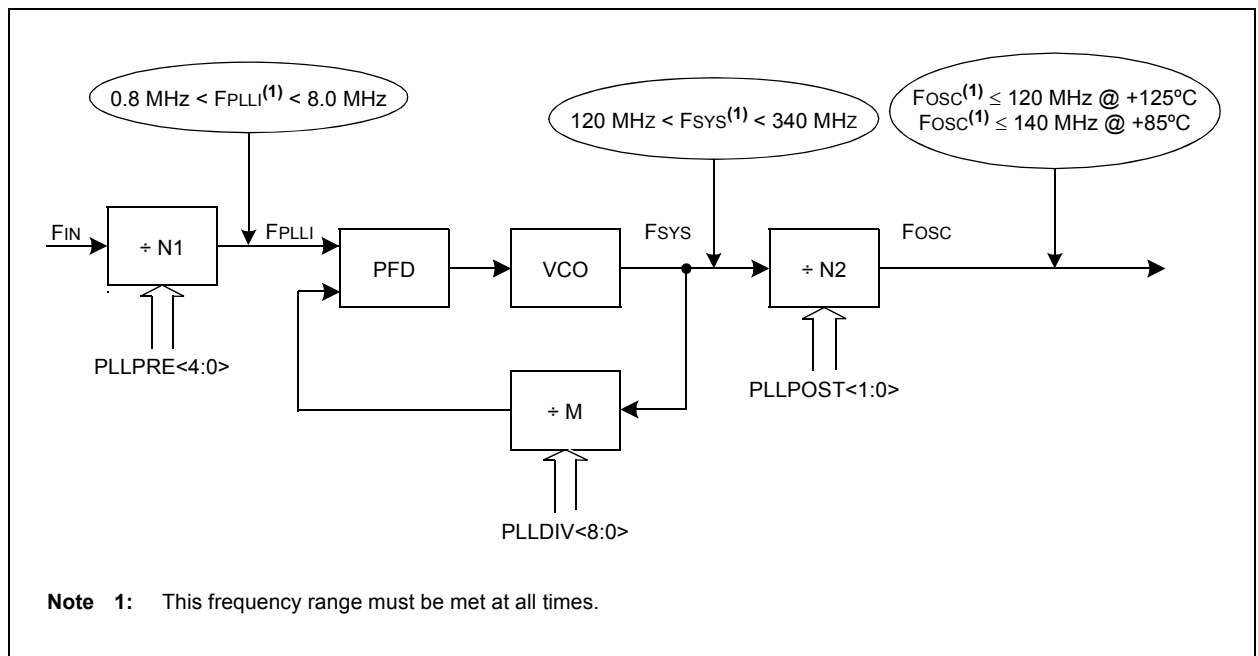 0.8 MHz < FPLLI(1) < 8.0 MHz
120 MHz < FSYS(1) < 340 MHz
FOSC(1) ≤ 120 MHz @ +125ºC
FOSC(1) ≤ 140 MHz @ +85ºC
FIN
÷ N1
FPLLI
PFD
VCO
FSYS
÷ N2
FOSC
PLLPRE<4:0>
÷ M
PLLPOST<1:0>
PLLDIV<8:0>
Note 1: This frequency range must be met at all times.